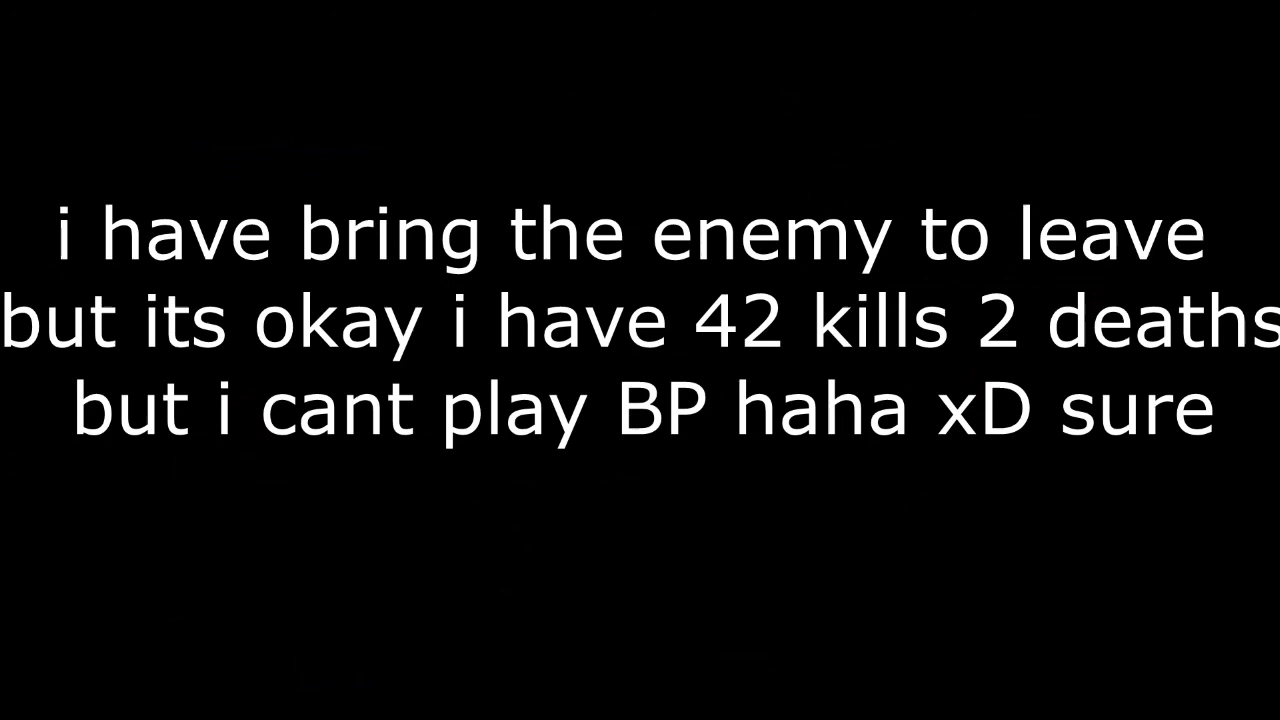 i have bring the enemy to leave
but its okay i have 42 kills 2 deaths
but i cant play BP haha xD sure